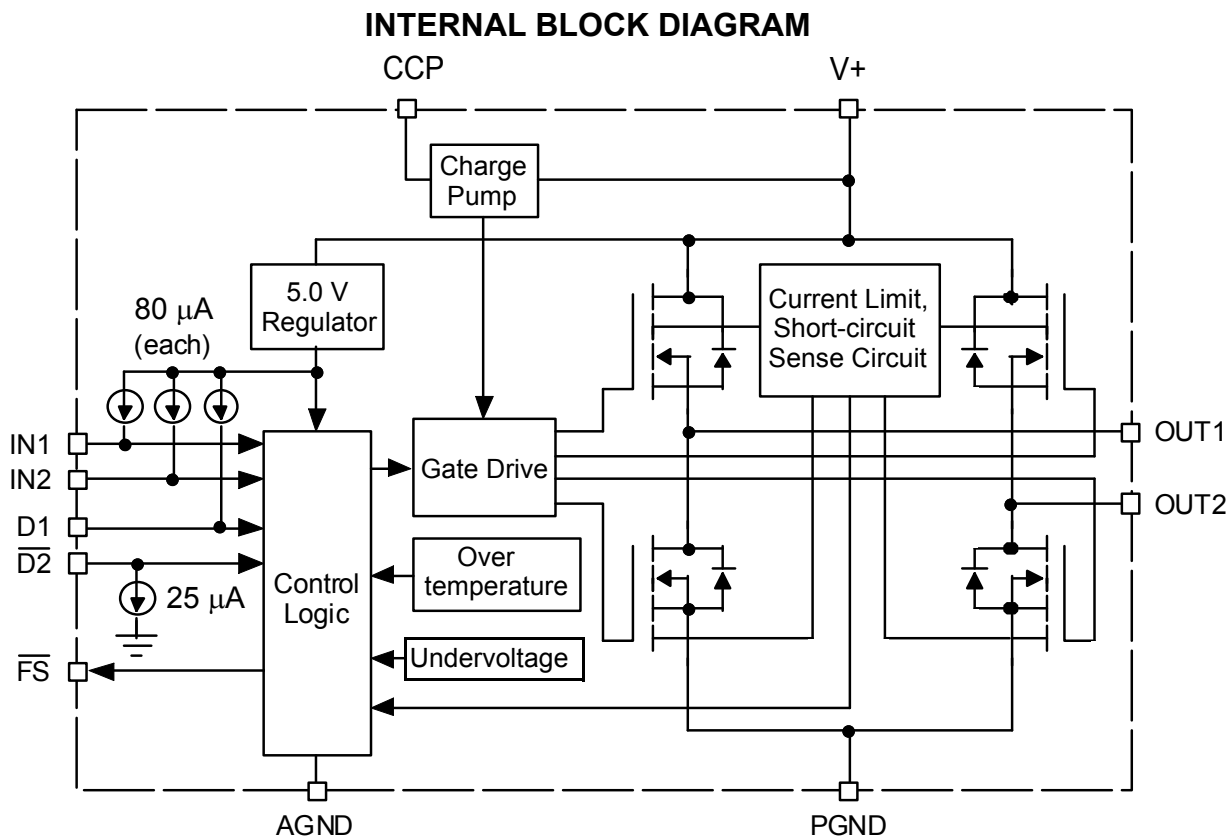 INTERNAL BLOCK DIAGRAM
CCP
V+
Charge
Pump
5.0 V
Regulator
80 μA
(each)
Current Limit,
Short-circuit
Sense Circuit
IN1
IN2
D1
D2
25 μA
FS
Control
Logic
Gate Drive
Over
temperature
Undervoltage
OUT1
OUT2
AGND
PGND